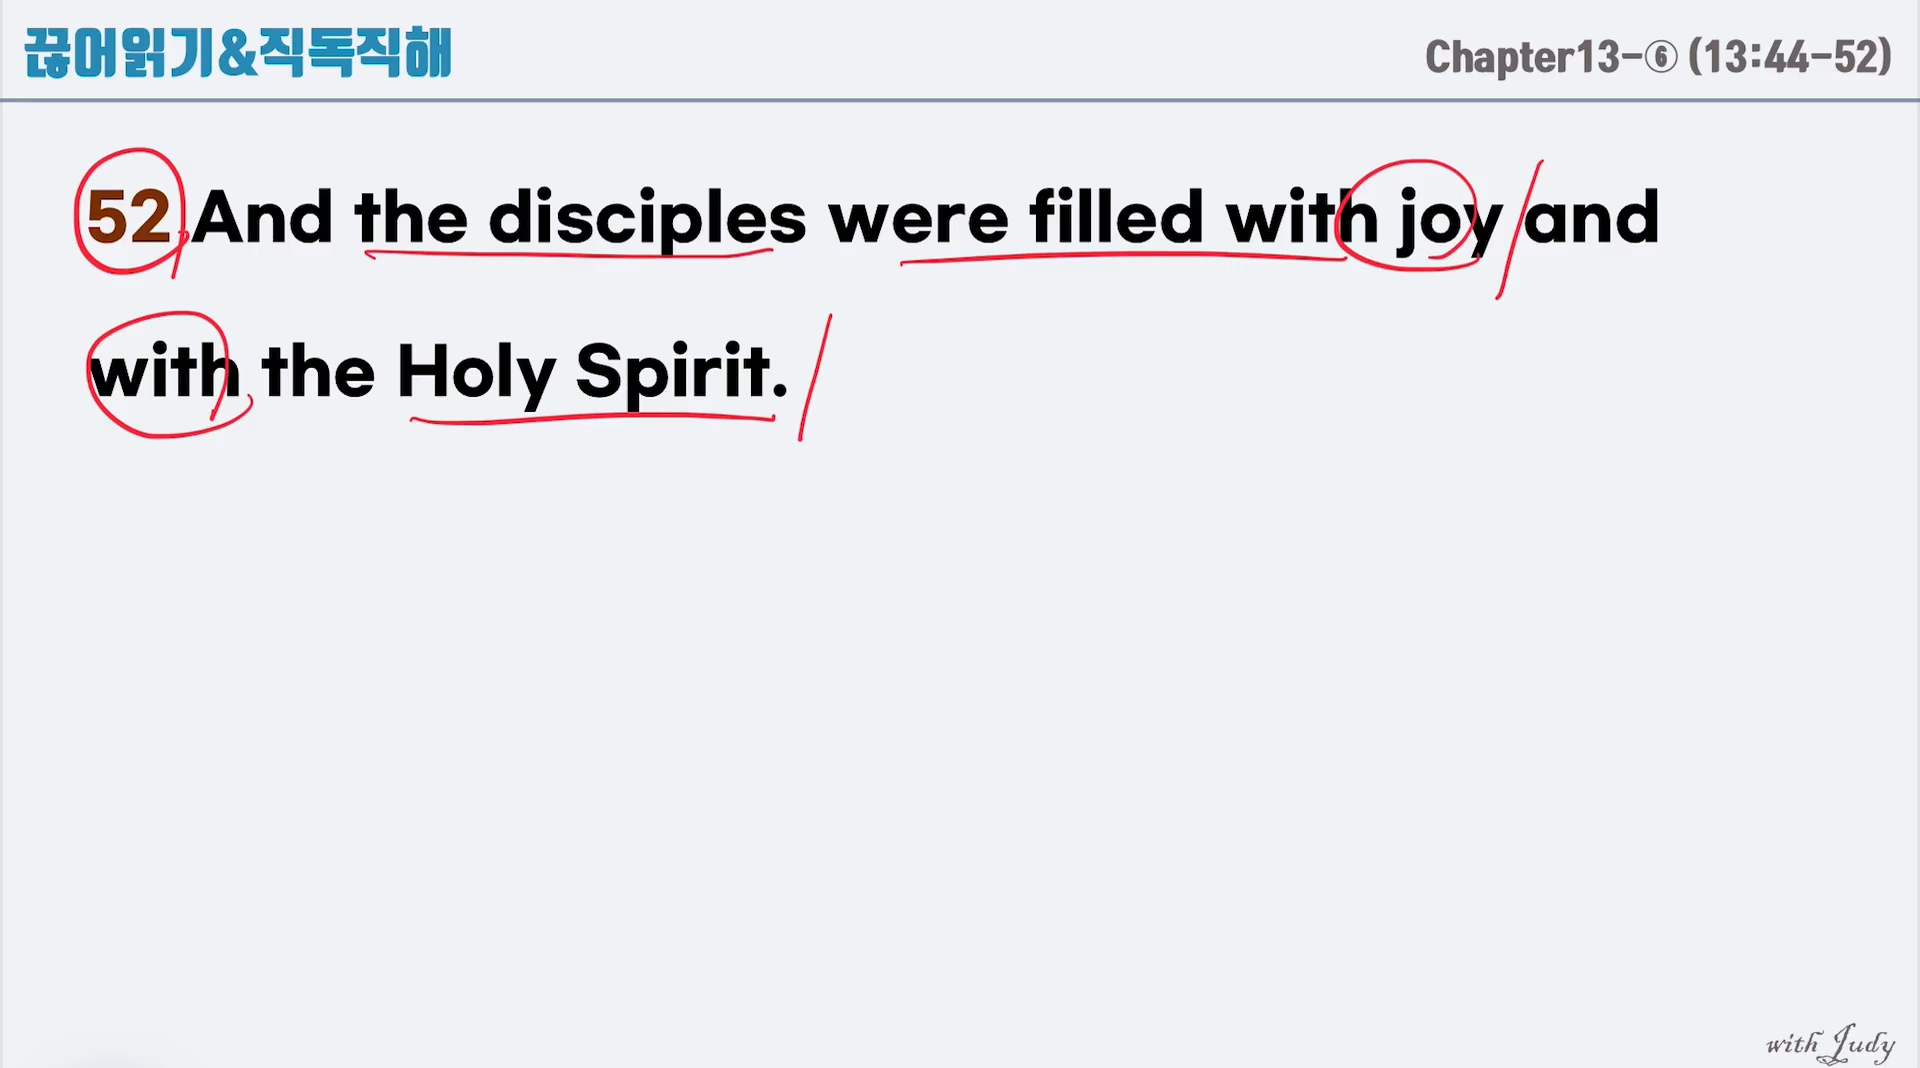 끊어읽기&직독직해
Chapter13-⑥ (13:44-52)
52 And the disciples were filled with joy and
with the Holy Spirit.
with Judy